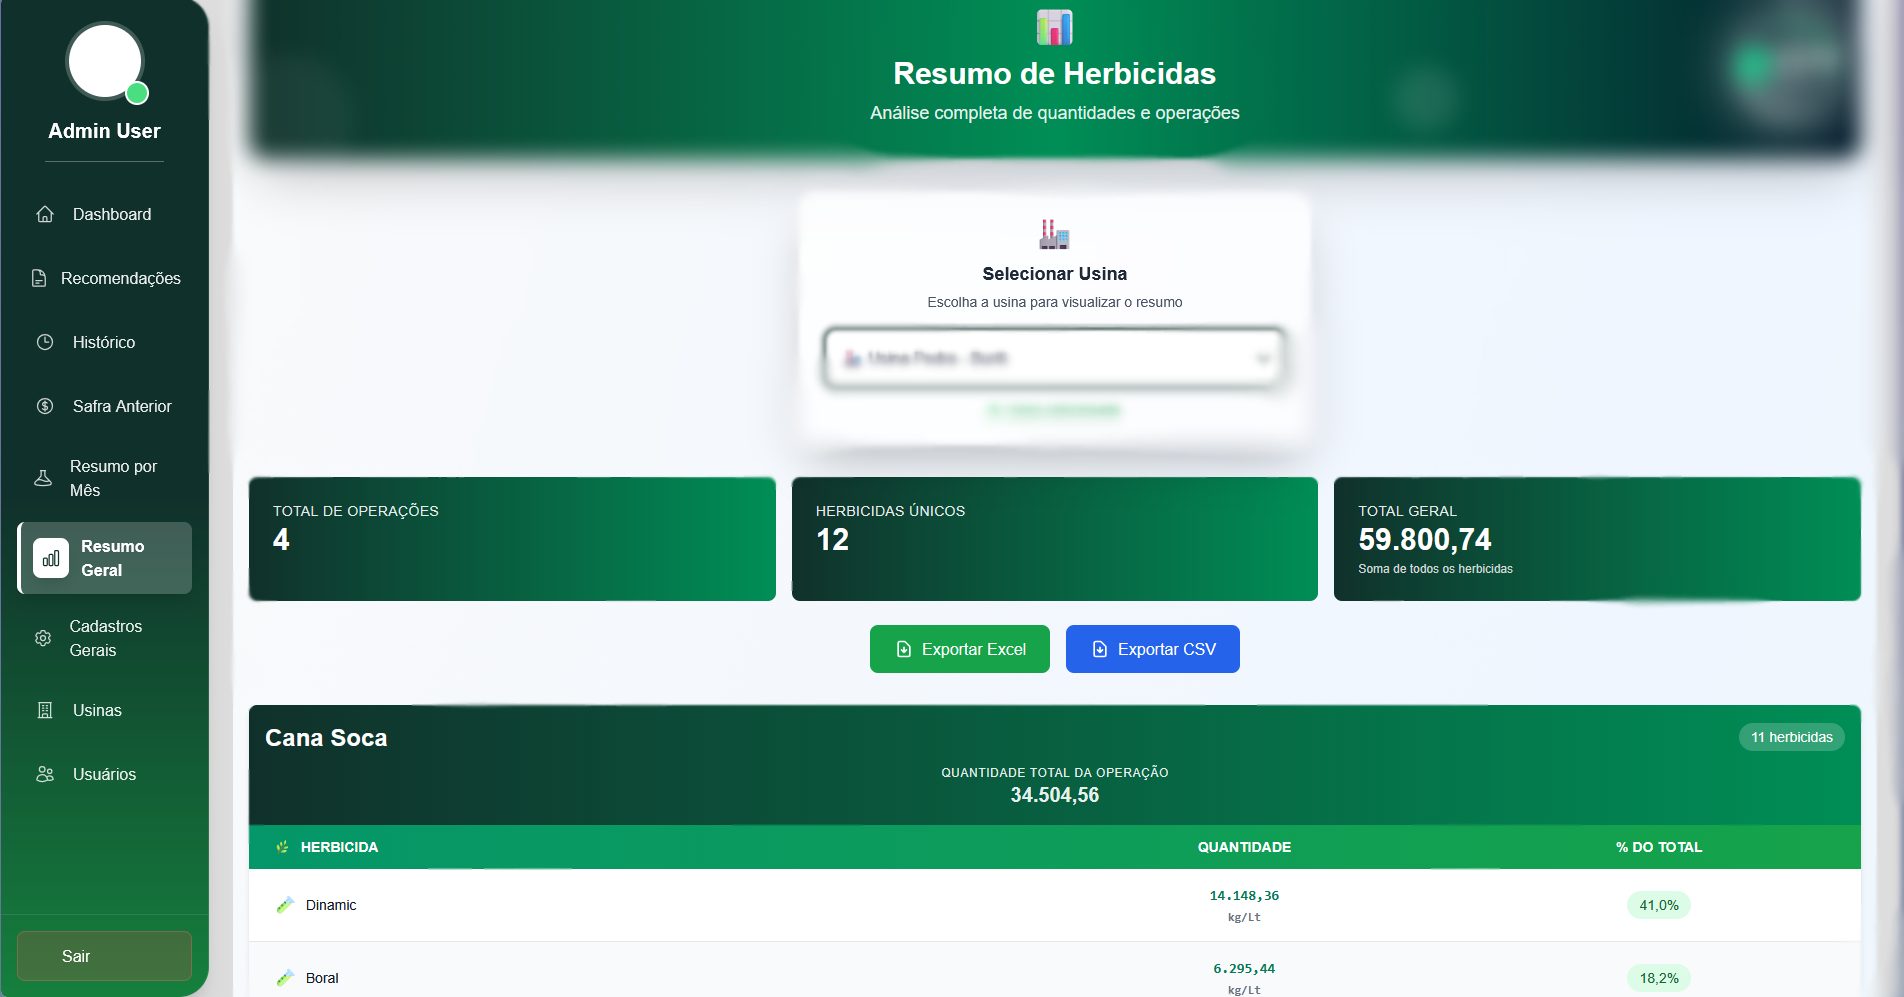 Admin User
Dashboard
Recomendações
Histórico
Safra Anterior
Resumo por
Mês
Resumo
Geral
Cadastros
Gerais
Usinas
Usuários
Sair
Resumo de Herbicidas
Análise completa de quantidades e operações
Selecionar Usina
Escolha a usina para visualizar o resumo
TOTAL DE OPERAÇÕES
4
HERBICIDAS ÚNICOS
12
TOTAL GERAL
59.800,74
Soma de todos os herbicidas
Exportar Excel
Exportar CSV
Cana Soca
11 herbicidas
QUANTIDADE TOTAL DA OPERAÇÃO
34.504,56
HERBICIDA QUANTIDADE % DO TOTAL
Dinamic 14.148,36 kg/Lt 41,0%
Boral 6.295,44 kg/Lt 18,2%